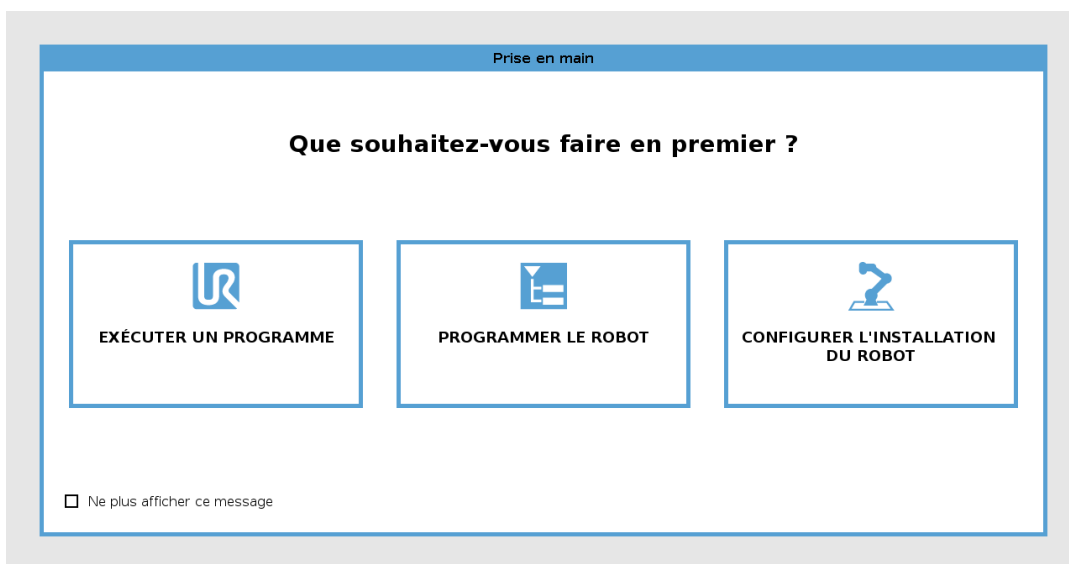 Prise en main
Que souhaitez-vous faire en premier ?
EXÉCUTER UN PROGRAMME
PROGRAMMER LE ROBOT
CONFIGURER L'INSTALLATION
DU ROBOT
Ne plus afficher ce message